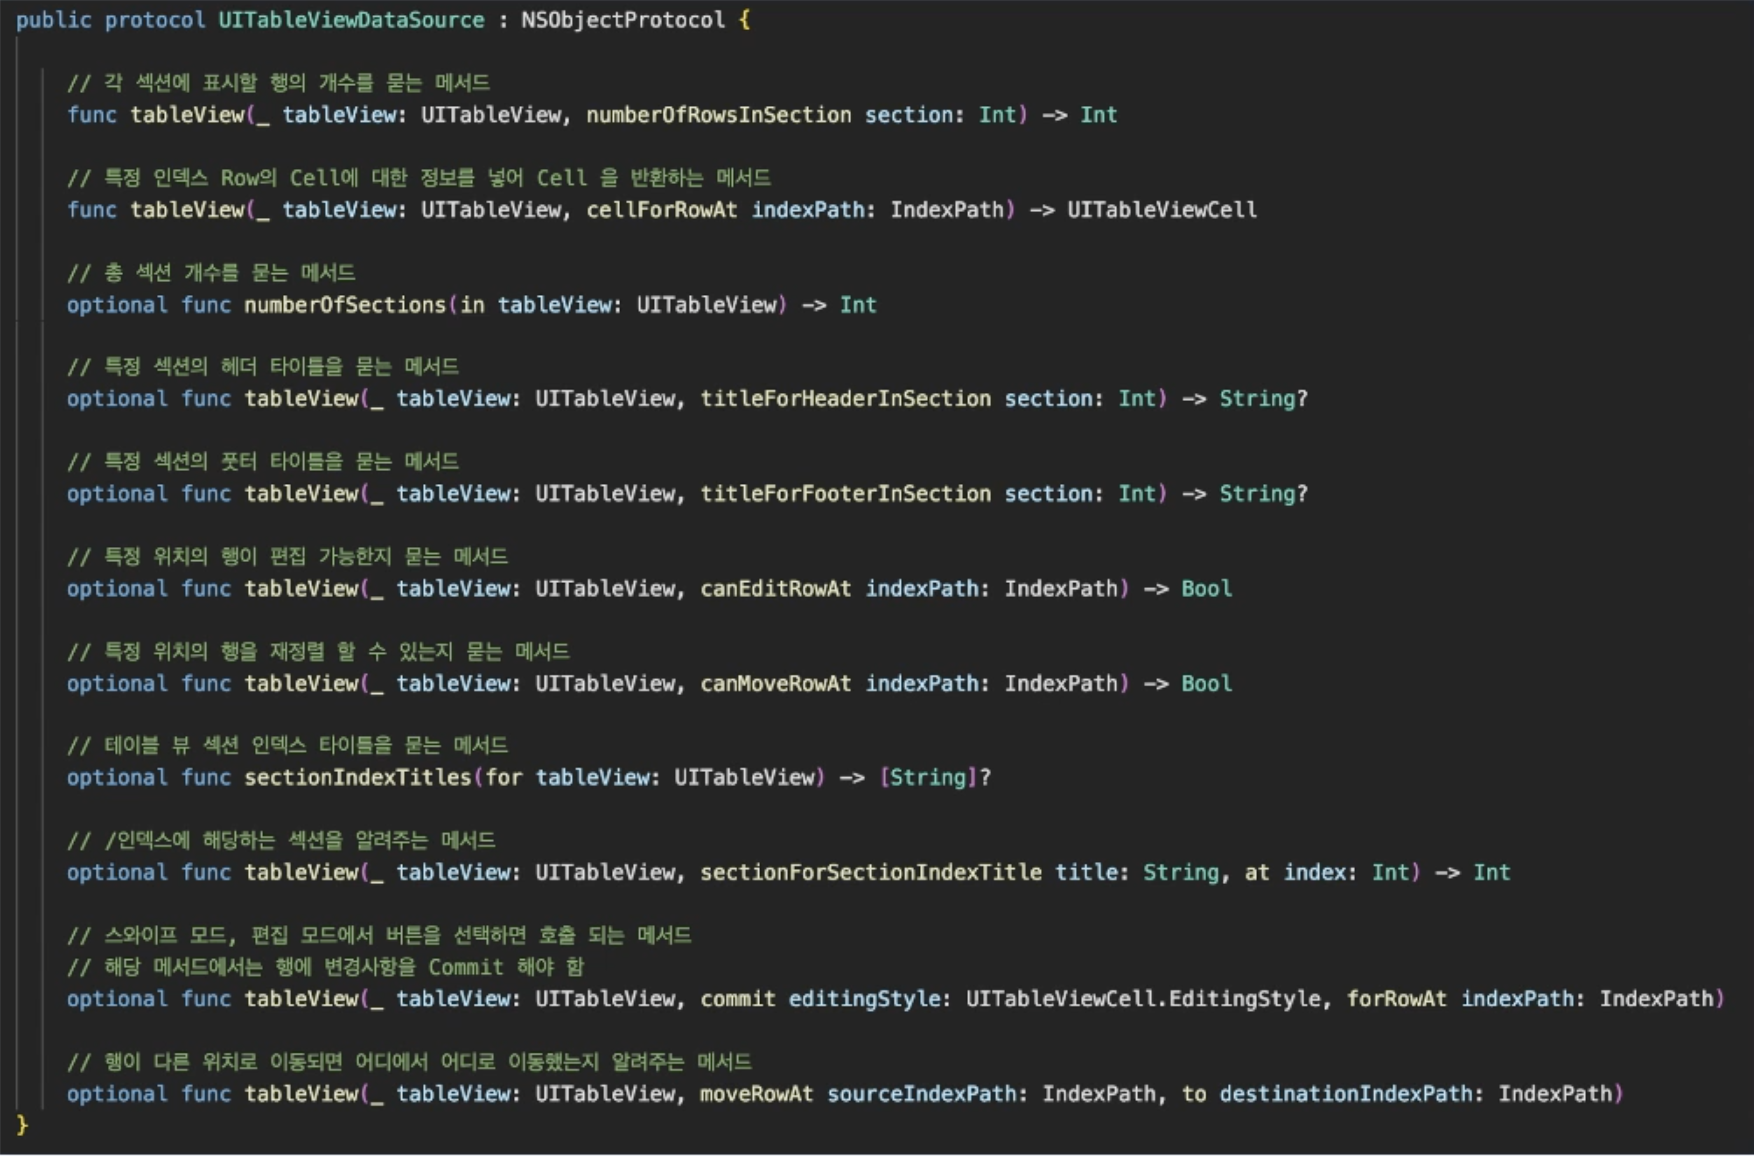 public protocol UITableViewDataSource : NSObjectProtocol {
// 각 섹션에 표시할 행의 개수를 묻는 메서드
func tableView(_ tableView: UITableView, numberOfRowsInSection section: Int) -> Int
// 특정 인덱스 Row의 Cell에 대한 정보를 넣어 Cell 을 반환하는 메서드
func tableView(_ tableView: UITableView, cellForRowAt indexPath: IndexPath) -> UITableViewCell
// 총 섹션 개수를 묻는 메서드
optional func numberOfSections(in tableView: UITableView) -> Int
// 특정 섹션의 헤더 타이틀을 묻는 메서드
optional func tableView(_ tableView: UITableView, titleForHeaderInSection section: Int) -> String?
// 특정 섹션의 풋터 타이틀을 묻는 메서드
optional func tableView(_ tableView: UITableView, titleForFooterInSection section: Int) -> String?
// 특정 위치의 행이 편집 가능한지 묻는 메서드
optional func tableView(_ tableView: UITableView, canEditRowAt indexPath: IndexPath) -> Bool
// 특정 위치의 행을 재정렬 할 수 있는지 묻는 메서드
optional func tableView(_ tableView: UITableView, canMoveRowAt indexPath: IndexPath) -> Bool
// 테이블 뷰 섹션 인덱스 타이틀을 묻는 메서드
optional func sectionIndexTitles(for tableView: UITableView) -> [String]?
// /인덱스에 해당하는 섹션을 알려주는 메서드
optional func tableView(_ tableView: UITableView, sectionForSectionIndexTitle title: String, at index: Int) -> Int
// 스와이프 모드, 편집 모드에서 버튼을 선택하면 호출 되는 메서드
// 해당 메서드에서는 행에 변경사항을 Commit 해야 함
optional func tableView(_ tableView: UITableView, commit editingStyle: UITableViewCell.EditingStyle, forRowAt indexPath: IndexPath)
// 행이 다른 위치로 이동되면 어디에서 어디로 이동했는지 알려주는 메서드
optional func tableView(_ tableView: UITableView, moveRowAt sourceIndexPath: IndexPath, to destinationIndexPath: IndexPath)
}